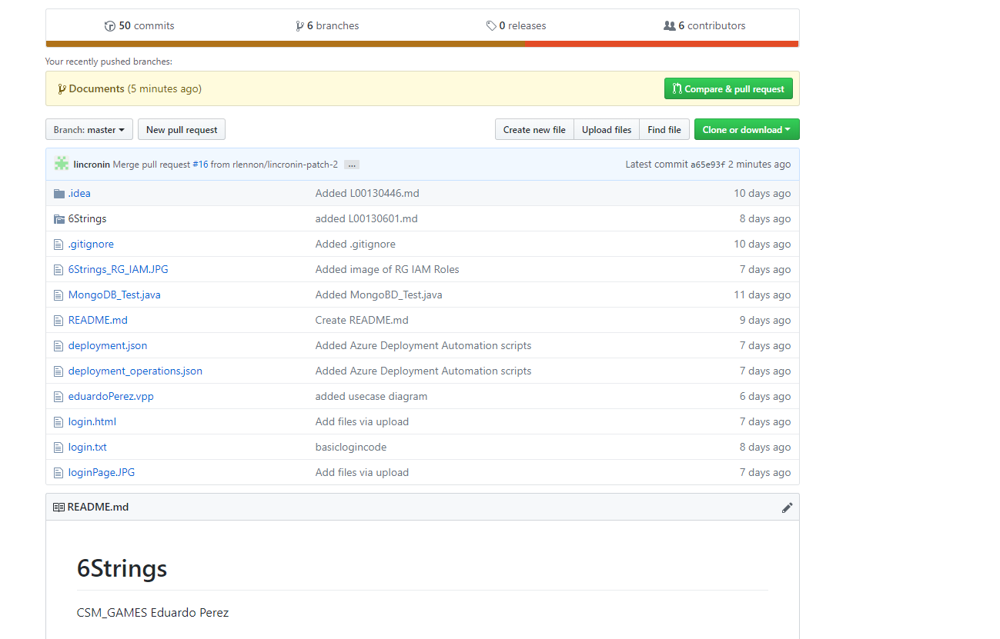 50 commits 6 branches 0 releases 6 contributors
Your recently pushed branches:
Documents (5 minutes ago) Compare & pull request
Branch: master New pull request Create new file Upload files Find file Clone or download
lincronin Merge pull request #16 from rlennon/lincronin-patch-2 ... Latest commit a65e93f 2 minutes ago
.idea Added L00130446.md 10 days ago
6Strings added L00130601.md 8 days ago
.gitignore Added .gitignore 10 days ago
6Strings_RG_IAM.JPG Added image of RG IAM Roles 7 days ago
MongoDB_Test.java Added MongoBD_Test.java 11 days ago
README.md Create README.md 9 days ago
deployment.json Added Azure Deployment Automation scripts 7 days ago
deployment_operations.json Added Azure Deployment Automation scripts 7 days ago
eduardoPerez.vpp added usecase diagram 6 days ago
login.html Add files via upload 7 days ago
login.txt basiclogincode 8 days ago
loginPage.JPG Add files via upload 7 days ago
README.md
6Strings
CSM_GAMES Eduardo Perez